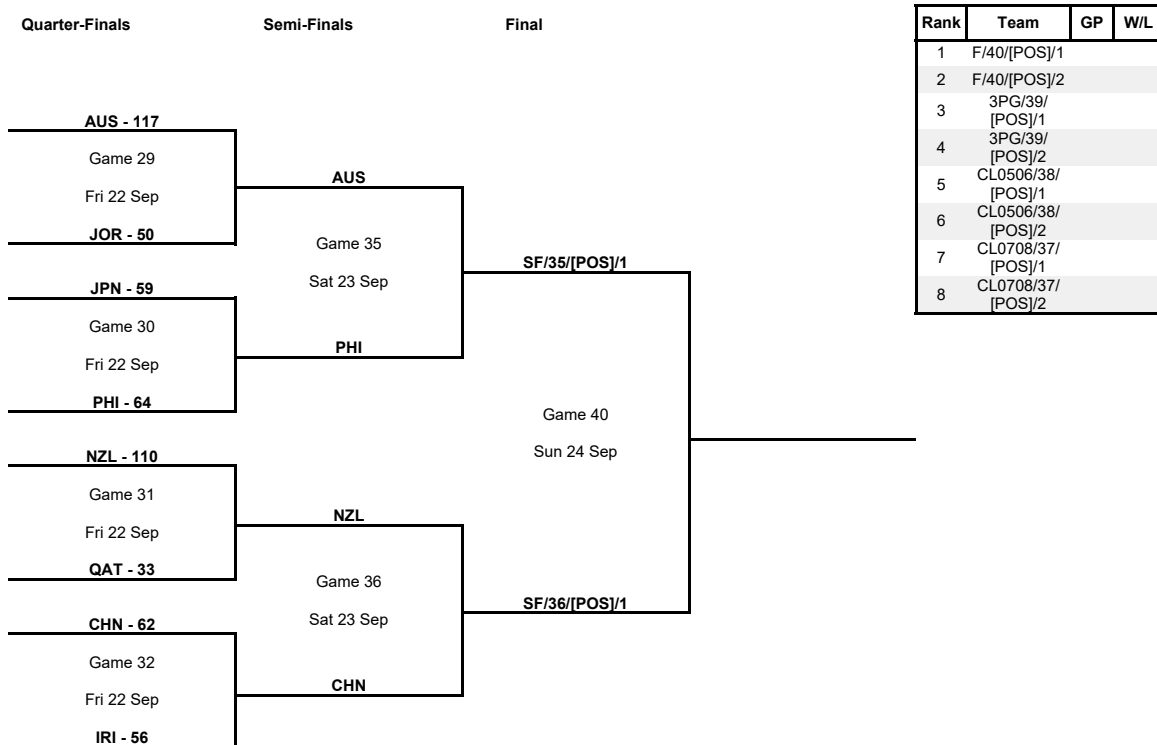 Quarter-Finals
Semi-Finals
Final
AUS - 117
Game 29
Fri 22 Sep
JOR - 50
JPN - 59
Game 30
Fri 22 Sep
PHI - 64
NZL - 110
Game 31
Fri 22 Sep
QAT - 33
CHN - 62
Game 32
Fri 22 Sep
IRI - 56
AUS
Game 35
Sat 23 Sep
PHI
NZL
Game 36
Sat 23 Sep
CHN
SF/35/[POS]/1
Game 40
Sun 24 Sep
SF/36/[POS]/1
Rank Team GP W/L
1 F/40/[POS]/1
2 F/40/[POS]/2
3 3PG/39/
[POS]/1
4 3PG/39/
[POS]/2
5 CL0506/38/
[POS]/1
6 CL0506/38/
[POS]/2
7 CL0708/37/
[POS]/1
8 CL0708/37/
[POS]/2